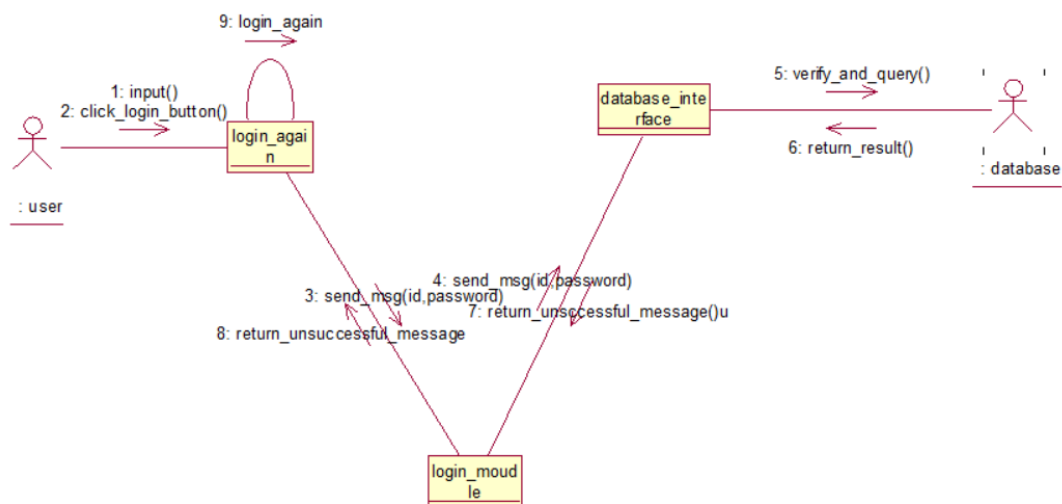 9: login_again
1: input()
2: click_login_button()
login_agai
n
: user
database_inte
rface
5: verify_and_query()
6: return_result()
: database
4: send_msg(id,password)
3: send_msg(id,password)
7: return_unsccessful_message()u
8: return_unsuccessful_message
login_moud
le